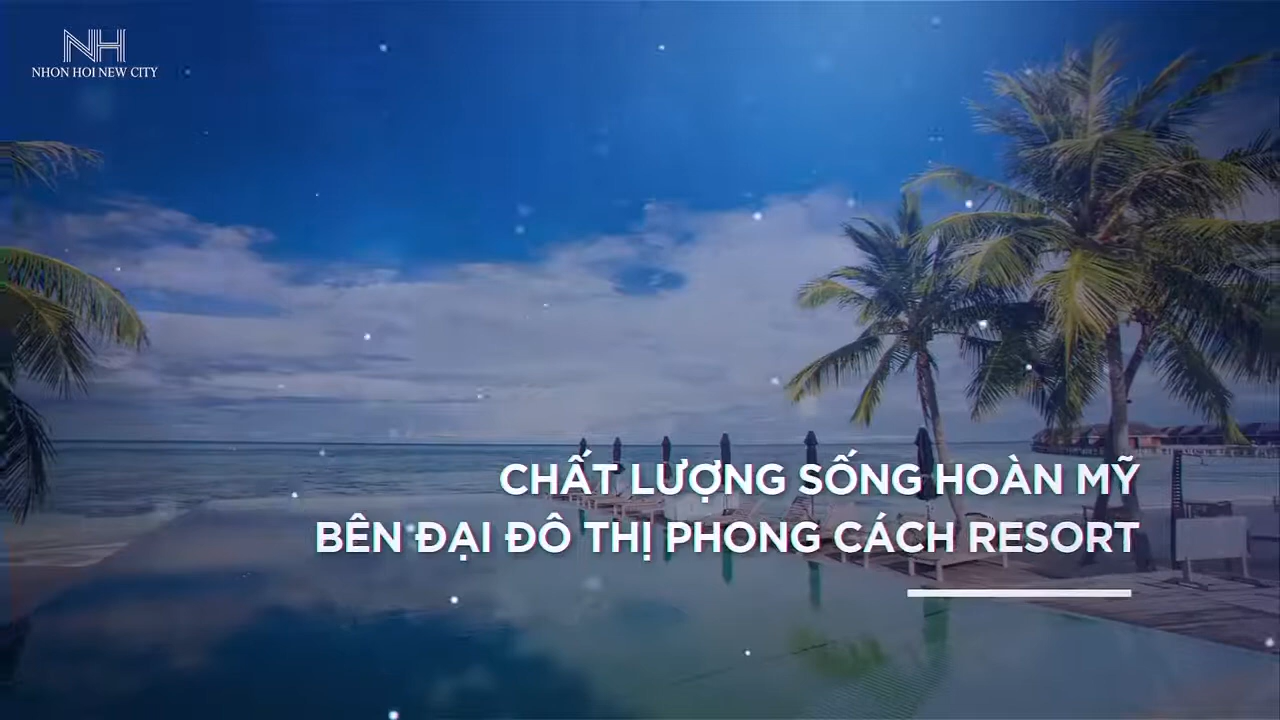 NH
NHON HOI NEW CITY
CHẤT LƯỢNG SỐNG HOÀN MỸ
BÊN ĐẠI ĐÔ THỊ PHONG CÁCH RESORT